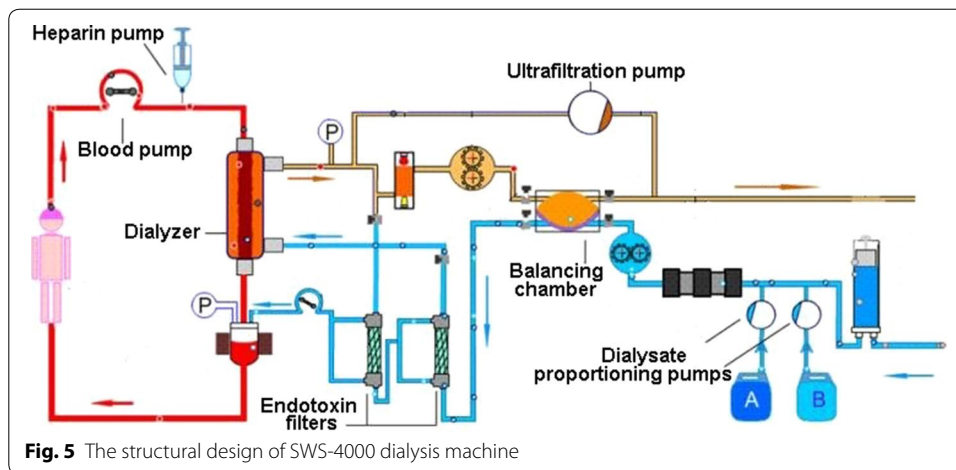 Heparin pump
Ultrafiltration pump
P
Blood pump
Dialyzer
Balancing
chamber
P
Dialysate
proportioning pumps
Endotoxin
filters
A
B
Fig. 5 The structural design of SWS-4000 dialysis machine